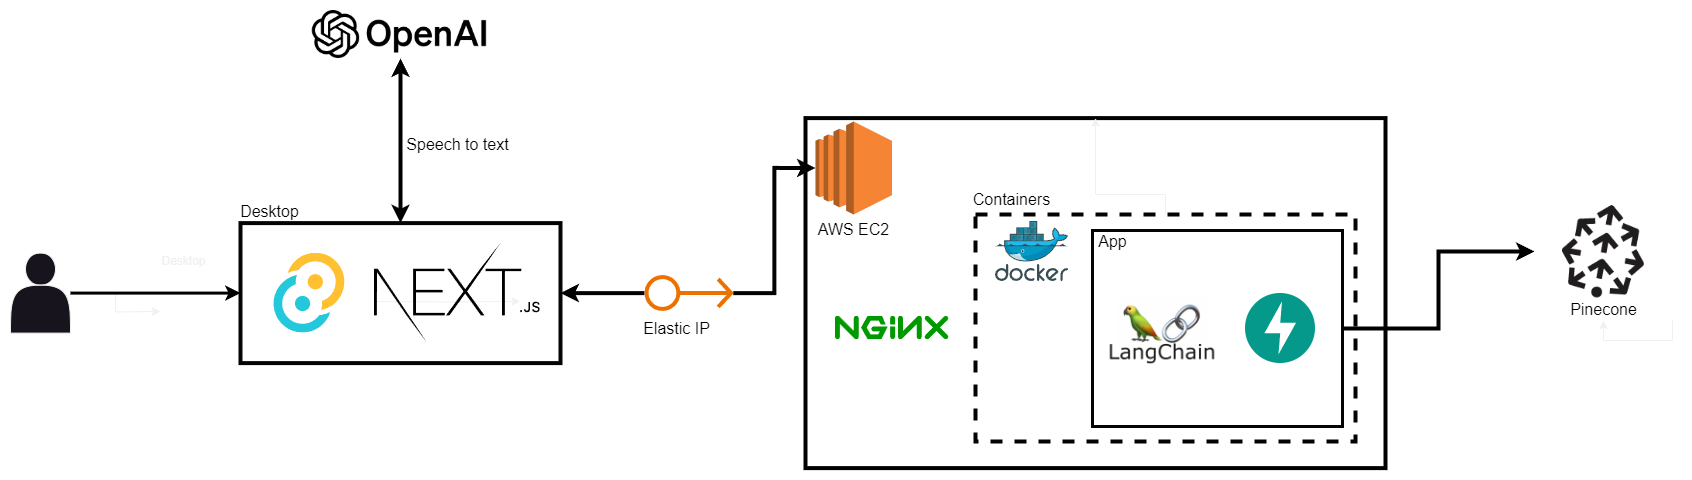 OpenAI
Speech to text
Desktop
Desktop
NEXT.JS
Elastic IP
AWS EC2
NGINX
Containers
docker
App
LangChain
Pinecone